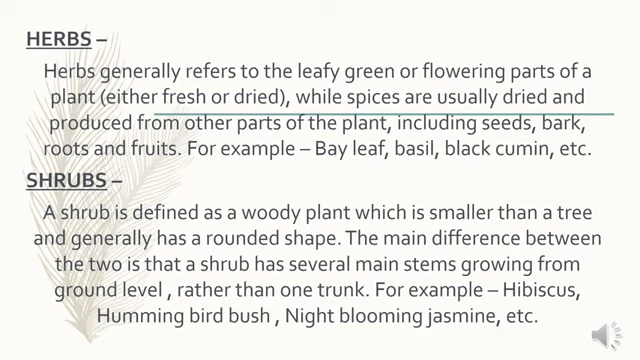 HERBS –
Herbs generally refers to the leafy green or flowering parts of a
plant (either fresh or dried), while spices are usually dried and
produced from other parts of the plant, including seeds, bark,
roots and fruits. For example – Bay leaf, basil, black cumin, etc.
SHRUBS –
A shrub is defined as a woody plant which is smaller than a tree
and generally has a rounded shape. The main difference between
the two is that a shrub has several main stems growing from
ground level , rather than one trunk. For example – Hibiscus,
Humming bird bush , Night blooming jasmine, etc.